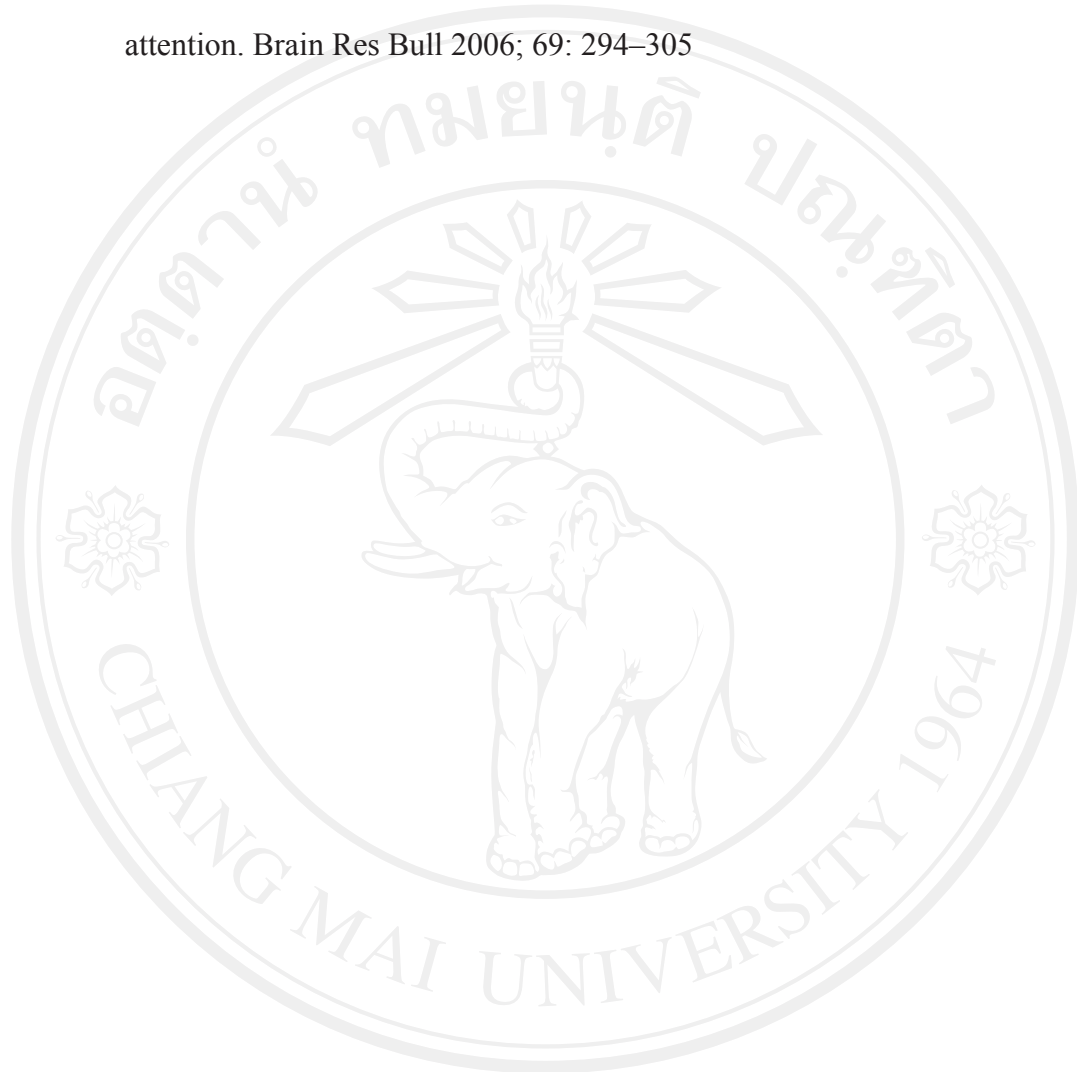 attention. Brain Res Bull 2006; 69: 294–305
อตฺตานํ ทมยนฺติ ปณฺฑิตา
CHIANG MAI UNIVERSITY 1964